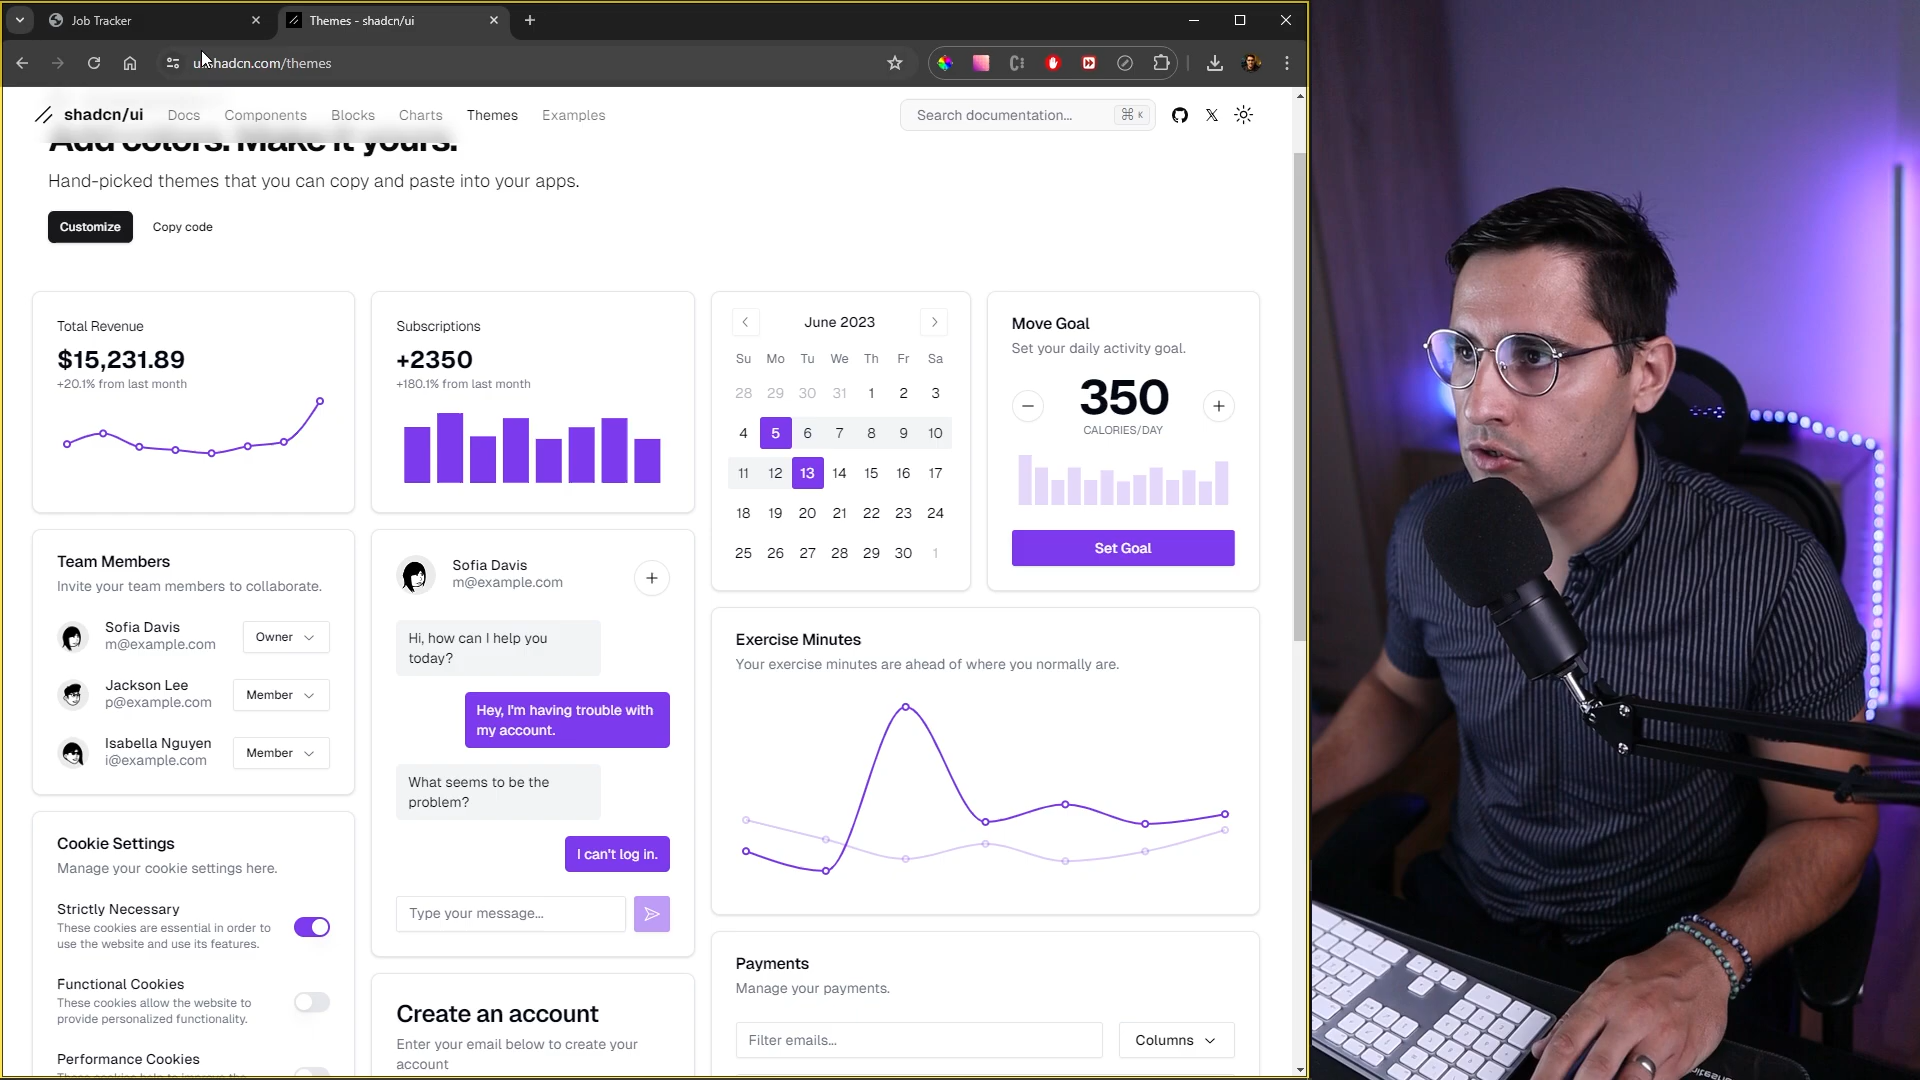 Job Tracker
Themes - shadcn/ui
shadcn.com/themes
shadcn/ui
Docs
Components
Blocks
Charts
Themes
Examples
Search documentation...
⌘ K
Add colors. Make it yours.
Hand-picked themes that you can copy and paste into your apps.
Customize
Copy code
Total Revenue
$15,231.89
+20.1% from last month
Subscriptions
+2350
+180.1% from last month
June 2023
Su Mo Tu We Th Fr Sa
28 29 30 31 1 2 3
4 5 6 7 8 9 10
11 12 13 14 15 16 17
18 19 20 21 22 23 24
25 26 27 28 29 30 1
Move Goal
Set your daily activity goal.
350
CALORIES/DAY
Set Goal
Team Members
Invite your team members to collaborate.
Sofia Davis
m@example.com
Owner
Jackson Lee
p@example.com
Member
Isabella Nguyen
i@example.com
Member
Sofia Davis
m@example.com
Hi, how can I help you
today?
Hey, I'm having trouble with
my account.
What seems to be the
problem?
I can't log in.
Type your message...
Exercise Minutes
Your exercise minutes are ahead of where you normally are.
Cookie Settings
Manage your cookie settings here.
Strictly Necessary
These cookies are essential in order to
use the website and use its features.
Functional Cookies
These cookies allow the website to
provide personalized functionality.
Performance Cookies
Create an account
Enter your email below to create your
account
Payments
Manage your payments.
Filter emails...
Columns